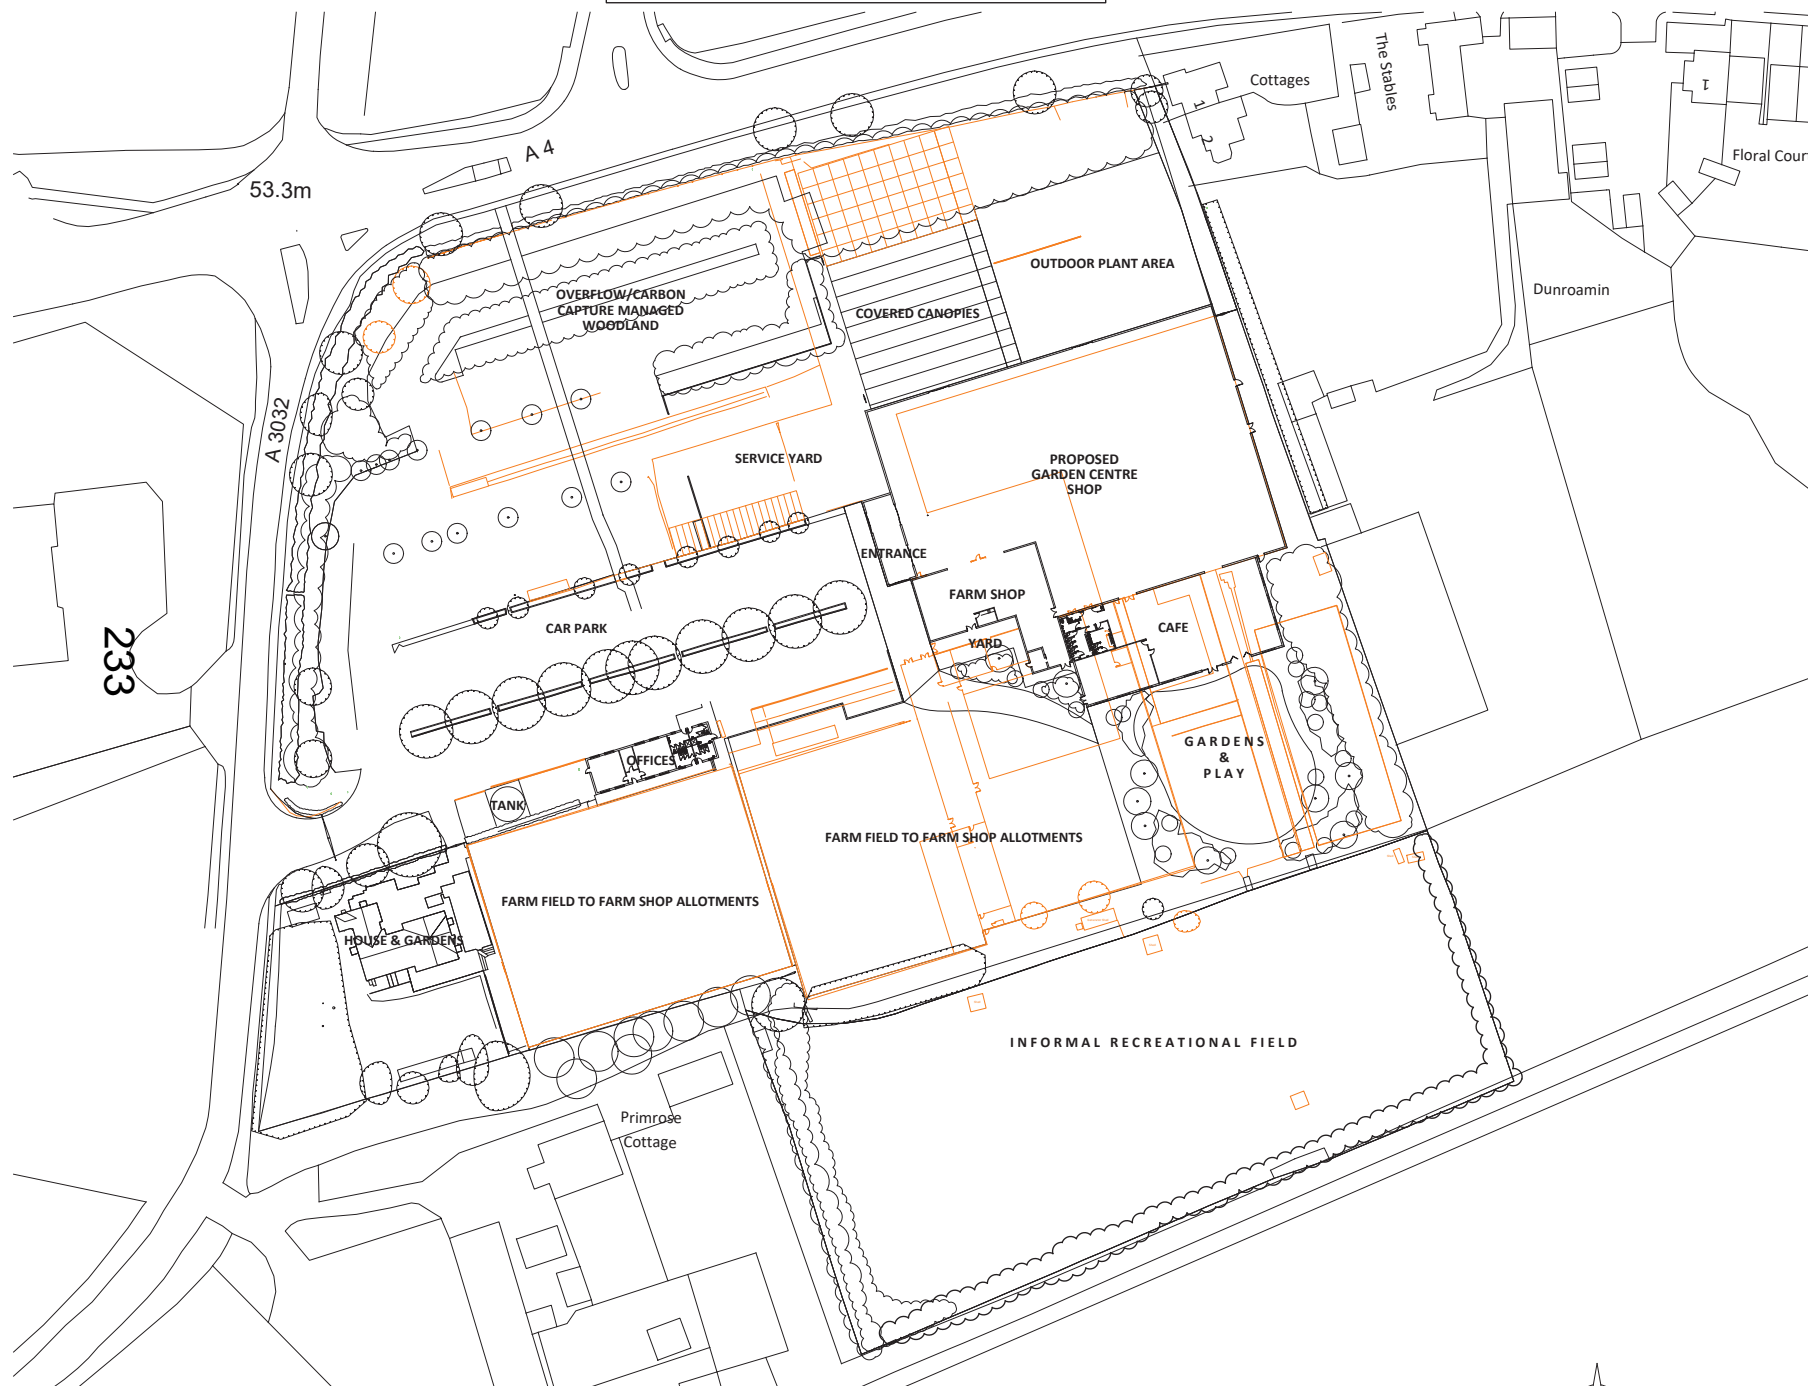 Cottages
The Stables
1
2
1
Floral Cour
A 4
53.3m
OUTDOOR PLANT AREA
Dunroamin
OVERFLOW/CARBON
CAPTURE MANAGED
WOODLAND
COVERED CANOPIES
A 3032
SERVICE YARD
PROPOSED
GARDEN CENTRE
SHOP
ENTRANCE
FARM SHOP
CAR PARK
CAFE
YARD
233
GARDENS
&
PLAY
OFFICES
TANK
FARM FIELD TO FARM SHOP ALLOTMENTS
FARM FIELD TO FARM SHOP ALLOTMENTS
HOUSE & GARDENS
INFORMAL RECREATIONAL FIELD
Primrose
Cottage